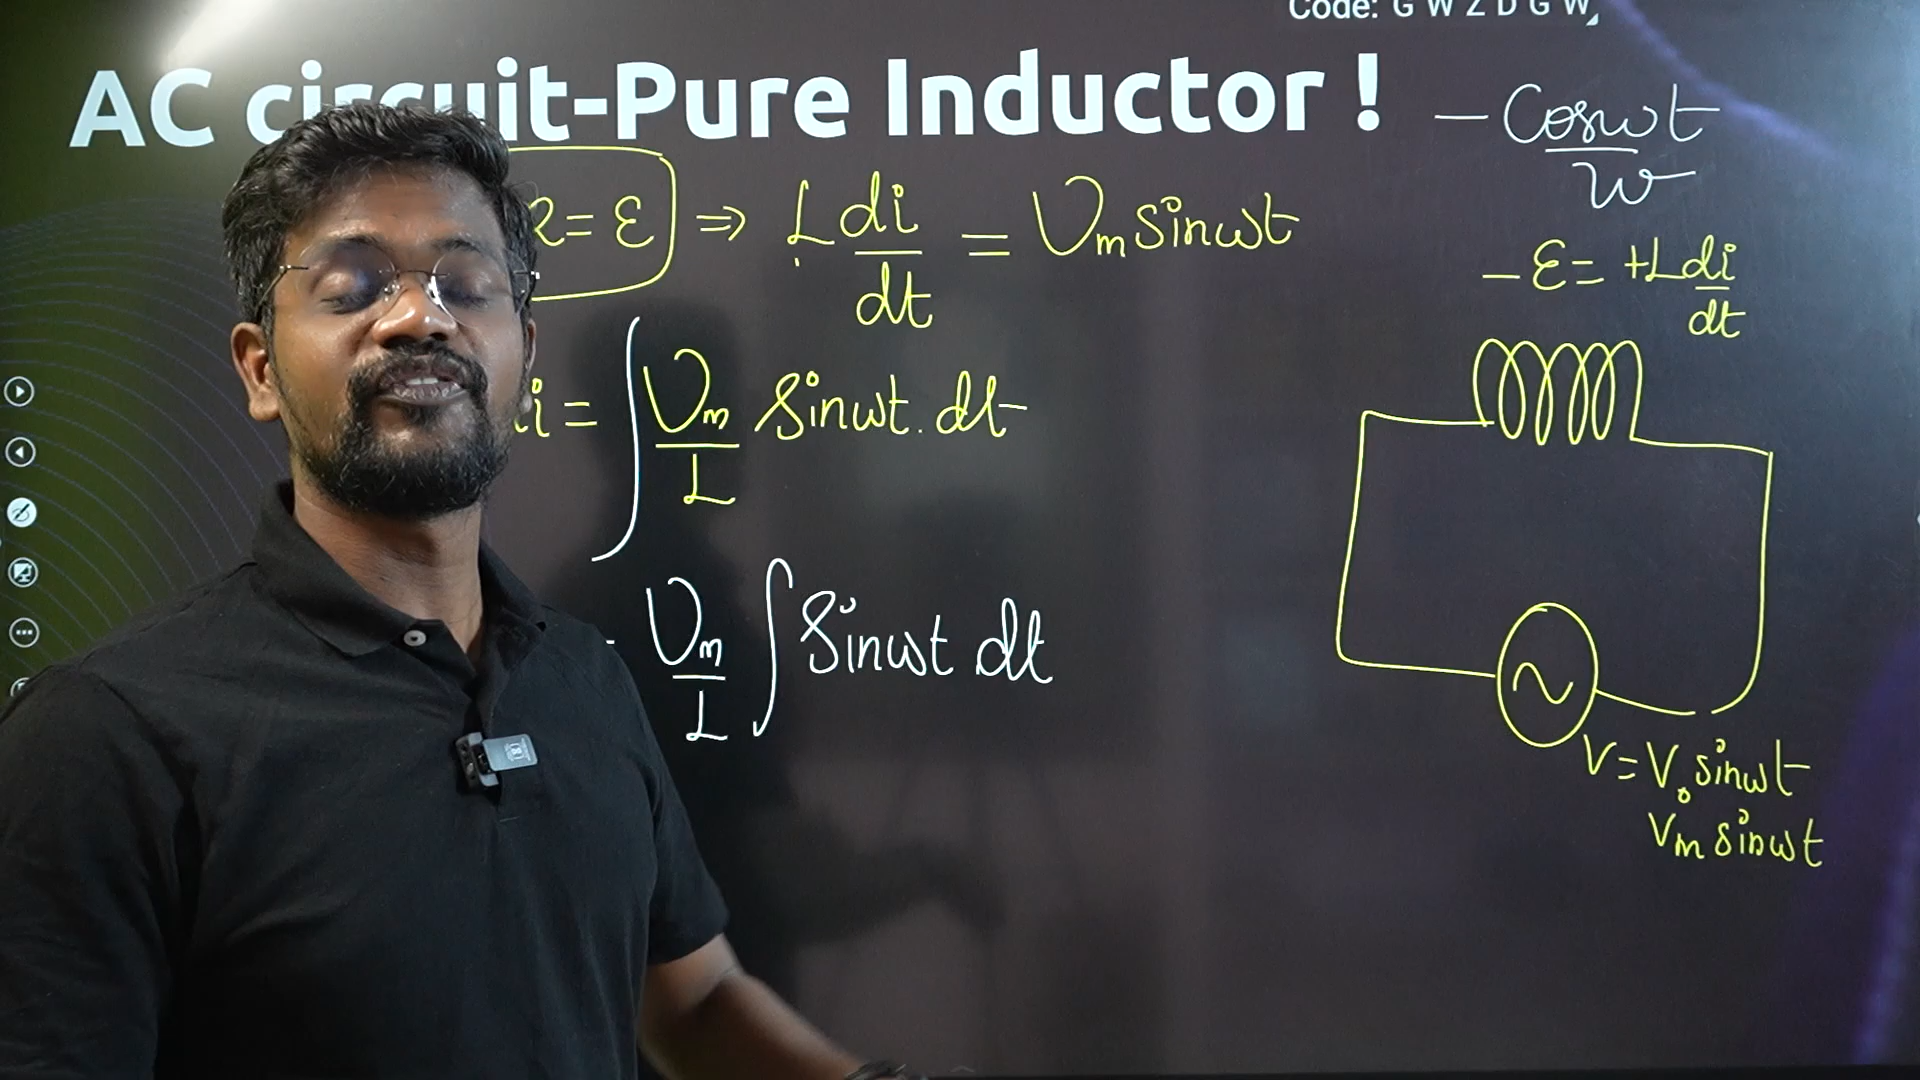 Code: G W Z D G W
AC circuit-Pure Inductor !
- Cosωt / ω
= ε ⇒ L di/dt = Vm sinωt
- ε = + L di/dt
i = ∫ Vm/L sinωt . dt
Vm/L ∫ sinωt dt
V = V₀ sinωt
Vm sinωt